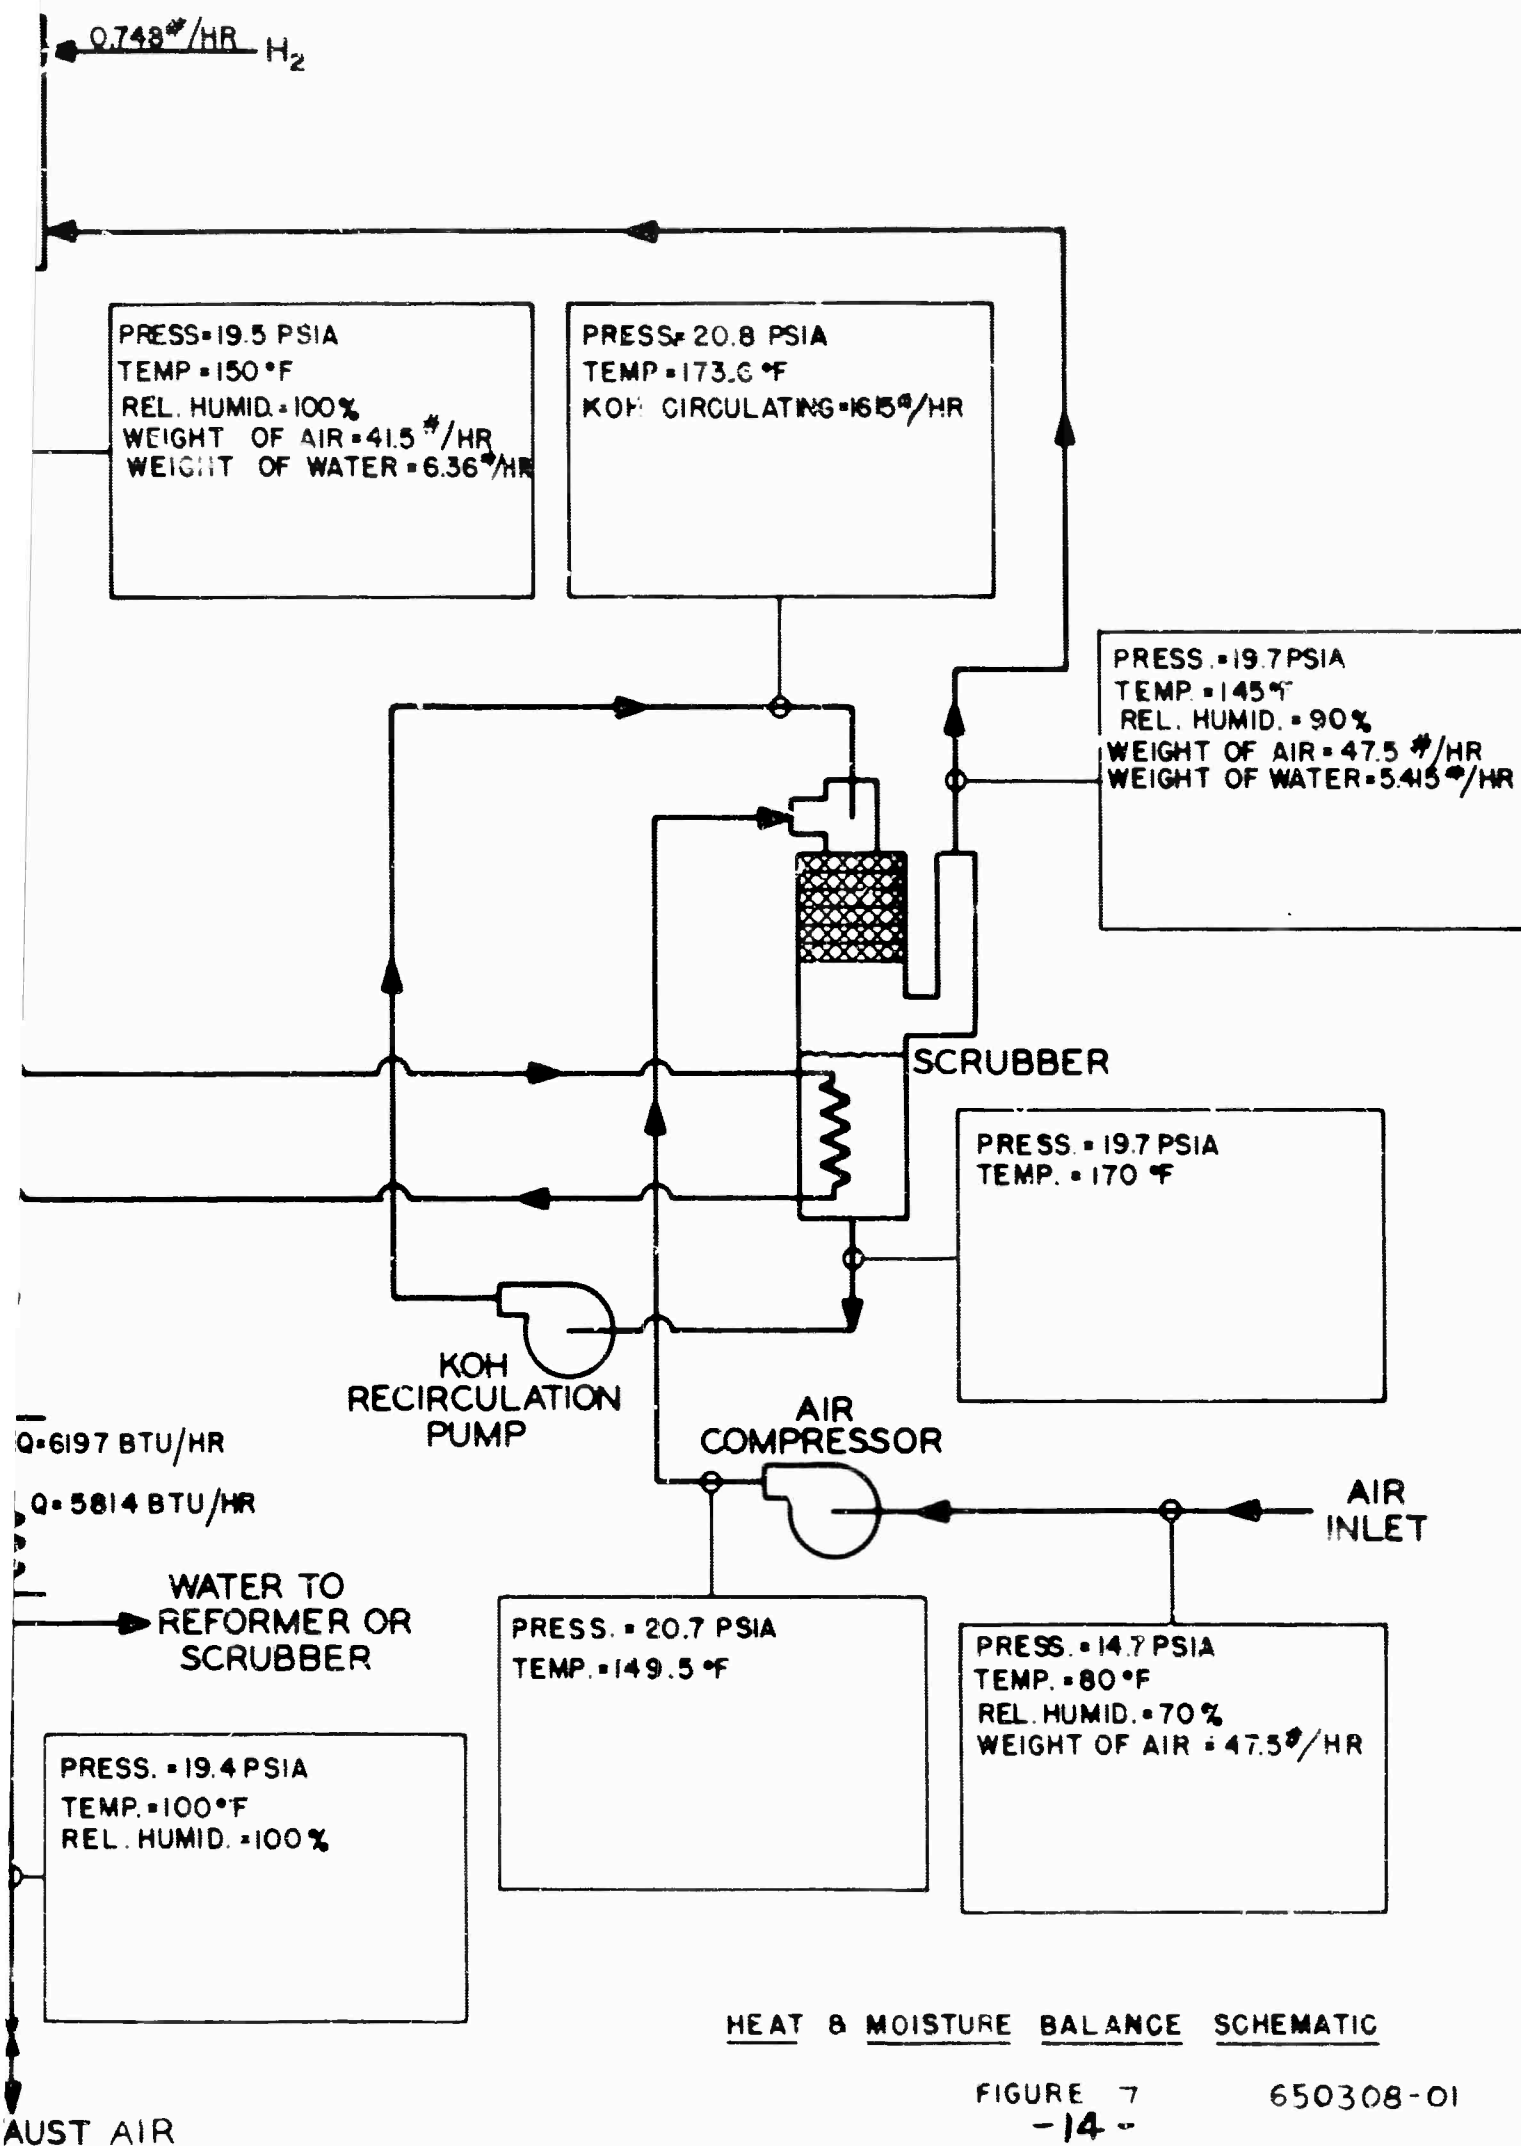 0.748#/HR H₂
PRESS=19.5 PSIA
TEMP=150°F
REL. HUMID.=100%
WEIGHT OF AIR=41.5#/HR
WEIGHT OF WATER=6.36#/HR
PRESS=20.8 PSIA
TEMP=173.6°F
KOH CIRCULATING=1615#/HR
PRESS.=19.7 PSIA
TEMP.=145°F
REL. HUMID.=90%
WEIGHT OF AIR=47.5 #/HR
WEIGHT OF WATER=5.415#/HR
SCRUBBER
PRESS.=19.7 PSIA
TEMP.=170°F
KOH
RECIRCULATION
PUMP
AIR
COMPRESSOR
Q=6197 BTU/HR
Q=5814 BTU/HR
AIR
INLET
WATER TO
REFORMER OR
SCRUBBER
PRESS.=20.7 PSIA
TEMP.=149.5°F
PRESS.=14.7 PSIA
TEMP.=80°F
REL. HUMID.=70%
WEIGHT OF AIR=47.5#/HR
PRESS.=19.4 PSIA
TEMP.=100°F
REL. HUMID.=100%
HEAT & MOISTURE BALANCE SCHEMATIC
FIGURE 7 650308-01
-14-
AUST AIR